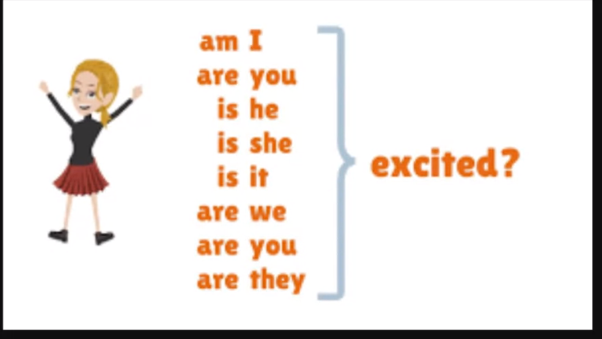 am I
are you
is he
is she
is it
are we
are you
are they
excited?